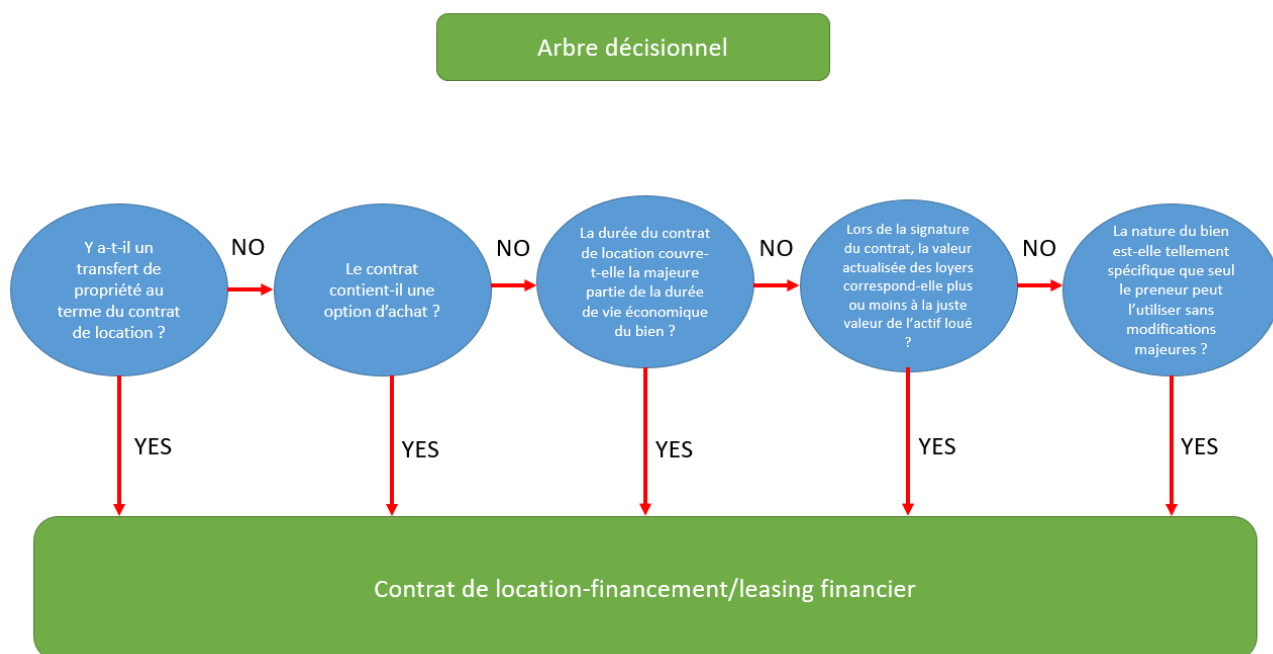 Arbre décisionnel
Y a-t-il un
transfert de
propriété au
terme du contrat
de location ?
NO
Le contrat
contient-il une
option d'achat ?
NO
La durée du contrat
de location couvre-
t-elle la majeure
partie de la durée
de vie économique
du bien ?
NO
Lors de la signature
du contrat, la valeur
actualisée des loyers
correspond-elle plus
ou moins à la juste
valeur de l'actif loué
?
NO
La nature du bien
est-elle tellement
spécifique que seul
le preneur peut
l'utiliser sans
modifications
majeures ?
YES
YES
YES
YES
YES
Contrat de location-financement/leasing financier